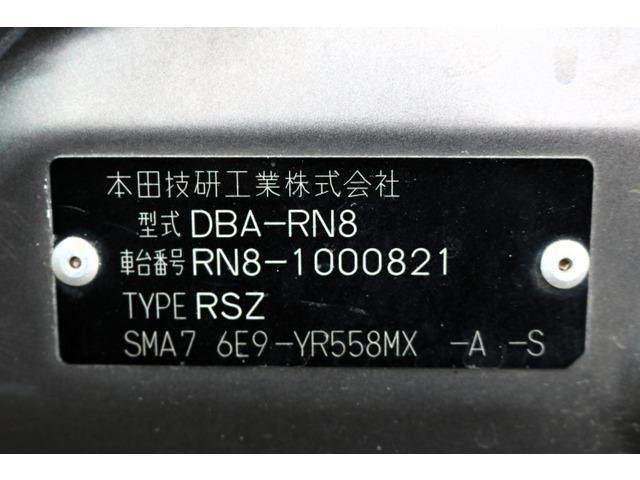 本田技研工業株式会社
型式 DBA-RN8
車台番号 RN8-1000821
TYPE RSZ
SMA7 6E9-YR558MX -A -S